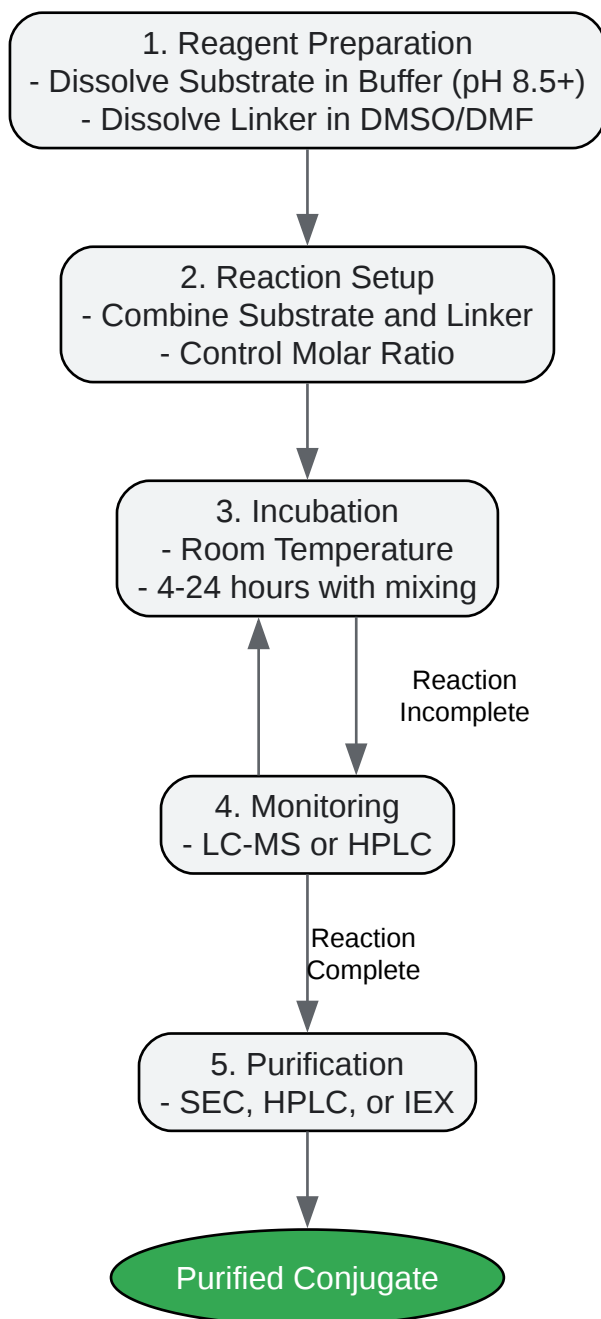 1. Reagent Preparation
- Dissolve Substrate in Buffer (pH 8.5+)
- Dissolve Linker in DMSO/DMF
2. Reaction Setup
- Combine Substrate and Linker
- Control Molar Ratio
3. Incubation
- Room Temperature
- 4-24 hours with mixing
Reaction
Incomplete
4. Monitoring
- LC-MS or HPLC
Reaction
Complete
5. Purification
- SEC, HPLC, or IEX
Purified Conjugate